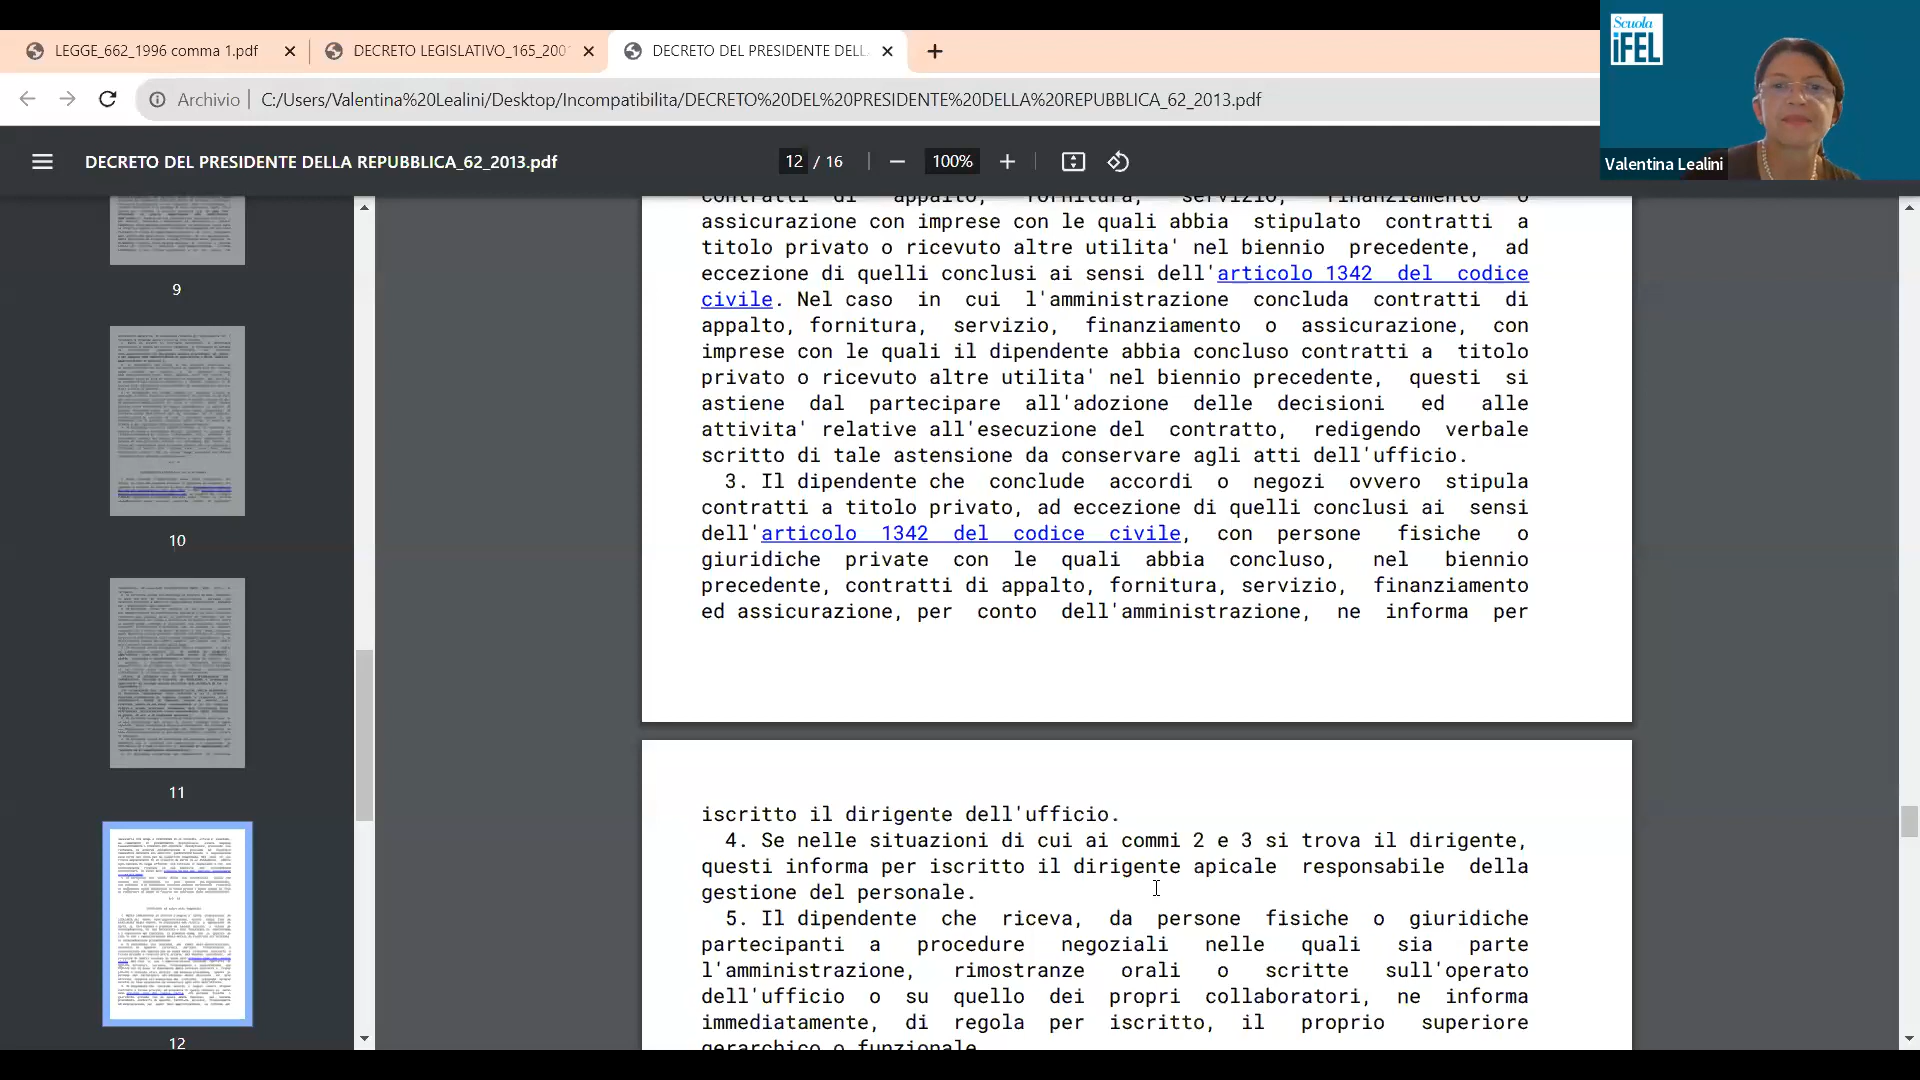 LEGGE_662_1996 comma 1.pdf
DECRETO LEGISLATIVO_165_200
DECRETO DEL PRESIDENTE DELL
Archivio
C:/Users/Valentina%20Lealini/Desktop/Incompatibilita/DECRETO%20DEL%20PRESIDENTE%20DELLA%20REPUBBLICA_62_2013.pdf
Scuola
iFEL
Valentina Lealini
DECRETO DEL PRESIDENTE DELLA REPUBBLICA_62_2013.pdf
12 / 16
100%
9
10
11
12
contratti di appalto, fornitura, servizio, finanziamento o
assicurazione con imprese con le quali abbia stipulato contratti a
titolo privato o ricevuto altre utilita' nel biennio precedente, ad
eccezione di quelli conclusi ai sensi dell'articolo 1342 del codice
civile. Nel caso in cui l'amministrazione concluda contratti di
appalto, fornitura, servizio, finanziamento o assicurazione, con
imprese con le quali il dipendente abbia concluso contratti a titolo
privato o ricevuto altre utilita' nel biennio precedente, questi si
astiene dal partecipare all'adozione delle decisioni ed alle
attivita' relative all'esecuzione del contratto, redigendo verbale
scritto di tale astensione da conservare agli atti dell'ufficio.
3. Il dipendente che conclude accordi o negozi ovvero stipula
contratti a titolo privato, ad eccezione di quelli conclusi ai sensi
dell'articolo 1342 del codice civile, con persone fisiche o
giuridiche private con le quali abbia concluso, nel biennio
precedente, contratti di appalto, fornitura, servizio, finanziamento
ed assicurazione, per conto dell'amministrazione, ne informa per
iscritto il dirigente dell'ufficio.
4. Se nelle situazioni di cui ai commi 2 e 3 si trova il dirigente,
questi informa per iscritto il dirigente apicale responsabile della
gestione del personale.
5. Il dipendente che riceva, da persone fisiche o giuridiche
partecipanti a procedure negoziali nelle quali sia parte
l'amministrazione, rimostranze orali o scritte sull'operato
dell'ufficio o su quello dei propri collaboratori, ne informa
immediatamente, di regola per iscritto, il proprio superiore
gerarchico o funzionale.